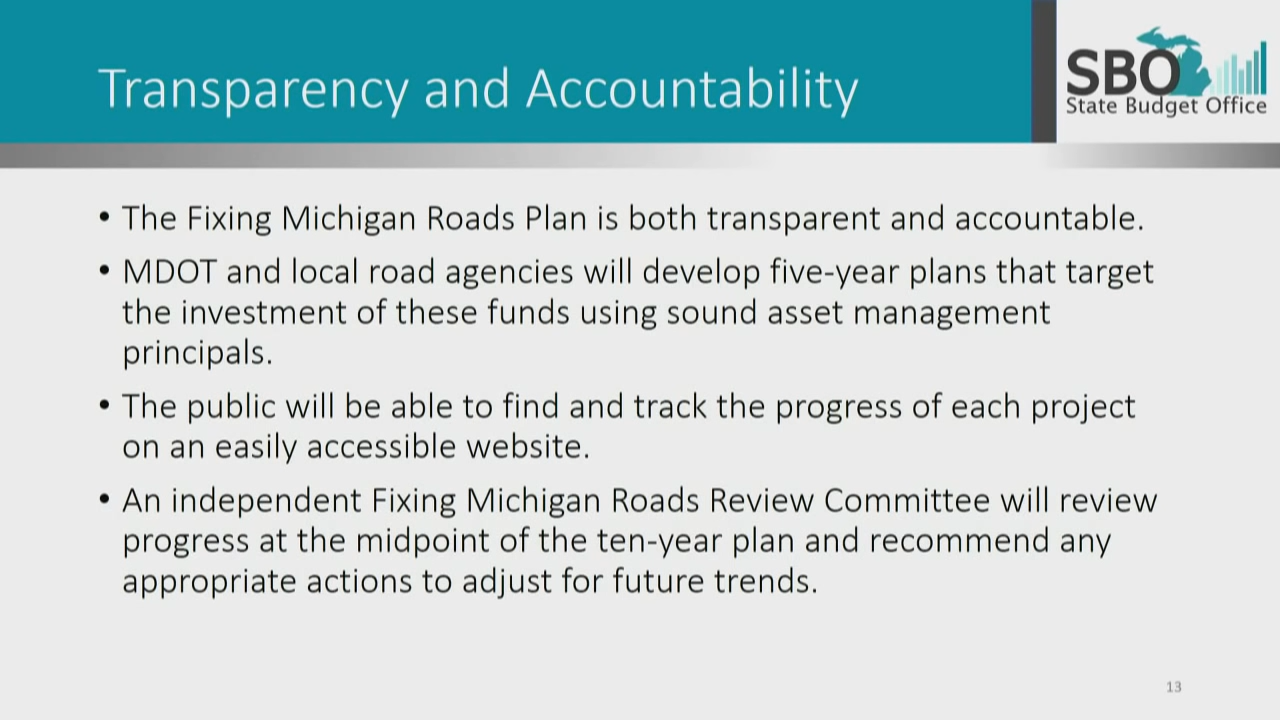 Transparency and Accountability
SBO
State Budget Office
• The Fixing Michigan Roads Plan is both transparent and accountable.
• MDOT and local road agencies will develop five-year plans that target
the investment of these funds using sound asset management
principals.
• The public will be able to find and track the progress of each project
on an easily accessible website.
• An independent Fixing Michigan Roads Review Committee will review
progress at the midpoint of the ten-year plan and recommend any
appropriate actions to adjust for future trends.
13